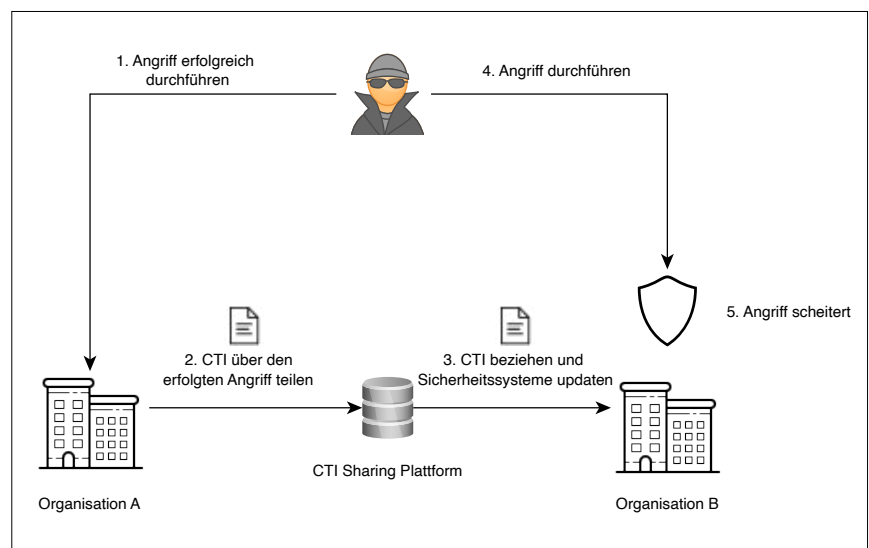 1. Angriff erfolgreich
durchführen
4. Angriff durchführen
5. Angriff scheitert
2. CTI über den
erfolgten Angriff teilen
3. CTI beziehen und
Sicherheitssysteme updaten
CTI Sharing Plattform
Organisation A
Organisation B